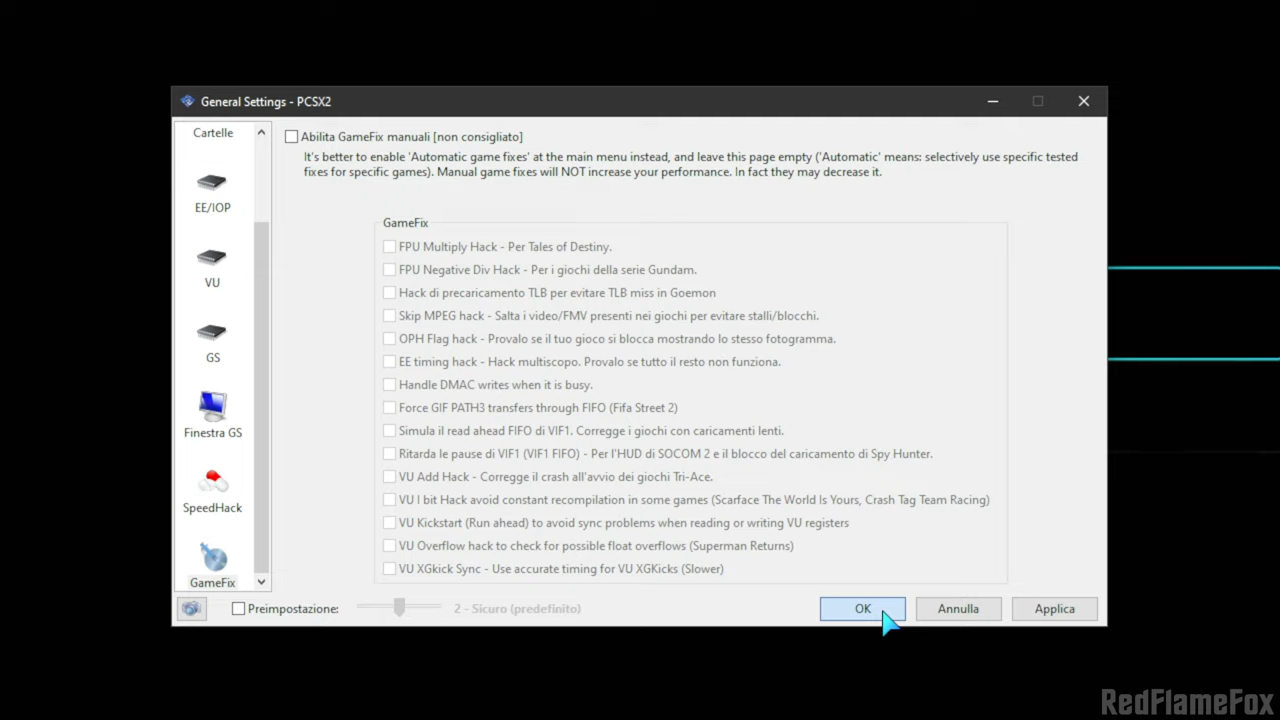 General Settings - PCSX2
Cartelle
EE/IOP
VU
GS
Finestra GS
SpeedHack
GameFix
Abilita GameFix manuali [non consigliato]
It's better to enable 'Automatic game fixes' at the main menu instead, and leave this page empty ('Automatic' means: selectively use specific tested
fixes for specific games). Manual game fixes will NOT increase your performance. In fact they may decrease it.
GameFix
FPU Multiply Hack - Per Tales of Destiny.
FPU Negative Div Hack - Per i giochi della serie Gundam.
Hack di precaricamento TLB per evitare TLB miss in Goemon
Skip MPEG hack - Salta i video/FMV presenti nei giochi per evitare stalli/blocchi.
OPH Flag hack - Provalo se il tuo gioco si blocca mostrando lo stesso fotogramma.
EE timing hack - Hack multiscopo. Provalo se tutto il resto non funziona.
Handle DMAC writes when it is busy.
Force GIF PATH3 transfers through FIFO (Fifa Street 2)
Simula il read ahead FIFO di VIF1. Corregge i giochi con caricamenti lenti.
Ritarda le pause di VIF1 (VIF1 FIFO) - Per l'HUD di SOCOM 2 e il blocco del caricamento di Spy Hunter.
VU Add Hack - Corregge il crash all'avvio dei giochi Tri-Ace.
VU I bit Hack avoid constant recompilation in some games (Scarface The World Is Yours, Crash Tag Team Racing)
VU Kickstart (Run ahead) to avoid sync problems when reading or writing VU registers
VU Overflow hack to check for possible float overflows (Superman Returns)
VU XGkick Sync - Use accurate timing for VU XGKicks (Slower)
Preimpostazione:
2 - Sicuro (predefinito)
OK
Annulla
Applica
RedFlameFox